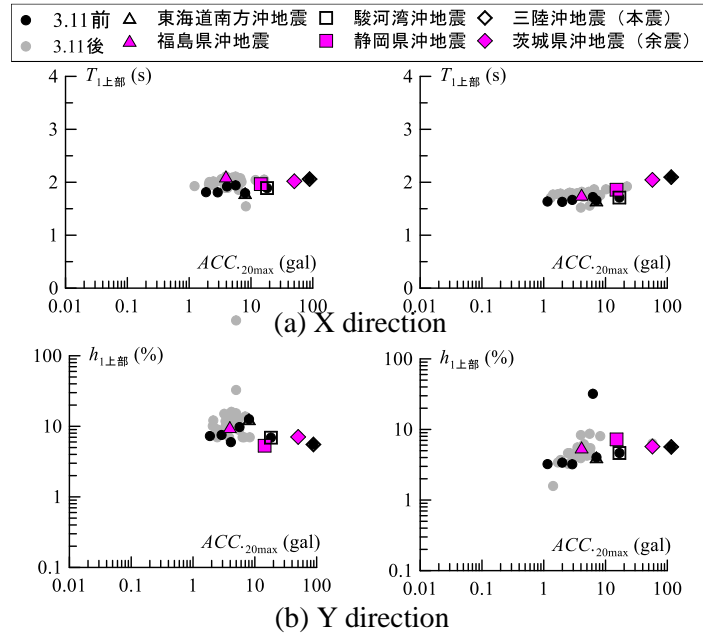 3.11前 東海道南方沖地震 駿河湾沖地震 三陸沖地震（本震）
3.11後 福島県沖地震 静岡県沖地震 茨城県沖地震（余震）
T1上部 (s)
4
3
2
1
0
ACC.20max (gal)
0.01 0.1 1 10 100
T1上部 (s)
4
3
2
1
0
ACC.20max (gal)
0.01 0.1 1 10 100
(a) X direction
h1上部 (%)
100
10
1
0.1
ACC.20max (gal)
0.01 0.1 1 10 100
h1上部 (%)
100
10
1
0.1
ACC.20max (gal)
0.01 0.1 1 10 100
(b) Y direction